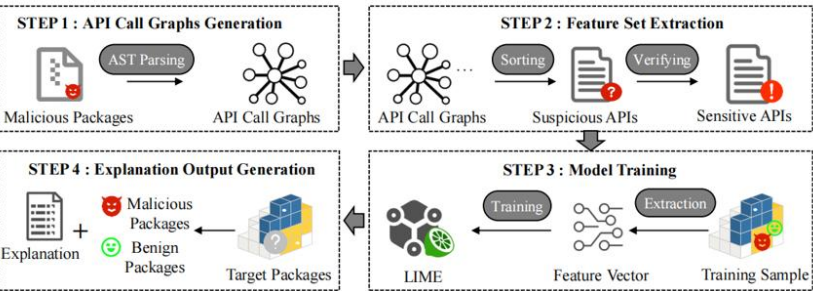 STEP 1 : API Call Graphs Generation
AST Parsing
Malicious Packages
API Call Graphs
STEP 2 : Feature Set Extraction
...
Sorting
Verifying
?
!
API Call Graphs
Suspicious APIs
Sensitive APIs
STEP 3 : Model Training
Extraction
Training
Training Sample
Feature Vector
LIME
STEP 4 : Explanation Output Generation
?
Target Packages
Malicious
Packages
Benign
Packages
+
Explanation